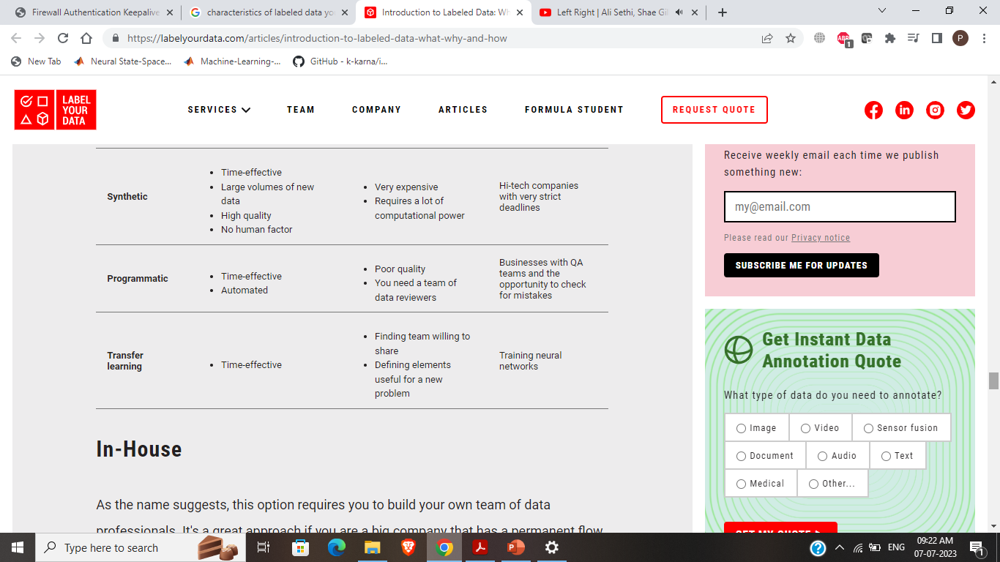 Firewall Authentication Keepalive
characteristics of labeled data yo
Introduction to Labeled Data: Wh
Left Right | Ali Sethi, Shae Gil
https://labelyourdata.com/articles/introduction-to-labeled-data-what-why-and-how
ABP
1
P
New Tab
Neural State-Space...
Machine-Learning-...
GitHub - k-karna/i...
LABEL
YOUR
DATA
SERVICES
TEAM
COMPANY
ARTICLES
FORMULA STUDENT
REQUEST QUOTE
Synthetic
• Time-effective
• Large volumes of new
data
• High quality
• No human factor
• Very expensive
• Requires a lot of
computational power
Hi-tech companies
with very strict
deadlines
Programmatic
• Time-effective
• Automated
• Poor quality
• You need a team of
data reviewers
Businesses with QA
teams and the
opportunity to check
for mistakes
Transfer
learning
• Time-effective
• Finding team willing to
share
• Defining elements
useful for a new
problem
Training neural
networks
In-House
As the name suggests, this option requires you to build your own team of data
professionals. It's a great approach if you are a big company that has a permanent flow
Receive weekly email each time we publish
something new:
my@email.com
Please read our Privacy notice
SUBSCRIBE ME FOR UPDATES
Get Instant Data
Annotation Quote
What type of data do you need to annotate?
Image
Video
Sensor fusion
Document
Audio
Text
Medical
Other...
GET MY QUOTE
Type here to search
ENG
09:22 AM
07-07-2023
1